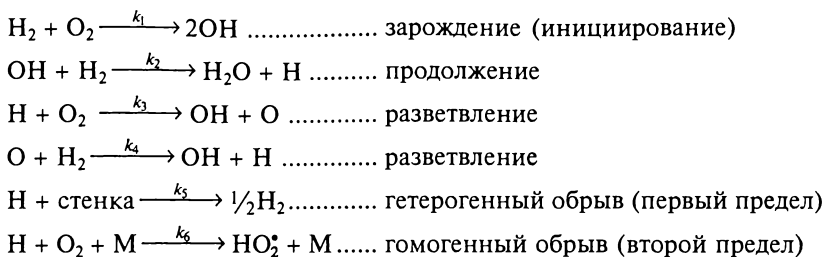 H₂ + O₂ —k₁→ 2OH .................... зарождение (инициирование)
OH + H₂ —k₂→ H₂O + H .......... продолжение
H + O₂ —k₃→ OH + O ............. разветвление
O + H₂ —k₄→ OH + H ............. разветвление
H + стенка —k₅→ ½H₂............. гетерогенный обрыв (первый предел)
H + O₂ + M —k₆→ HO₂• + M...... гомогенный обрыв (второй предел)